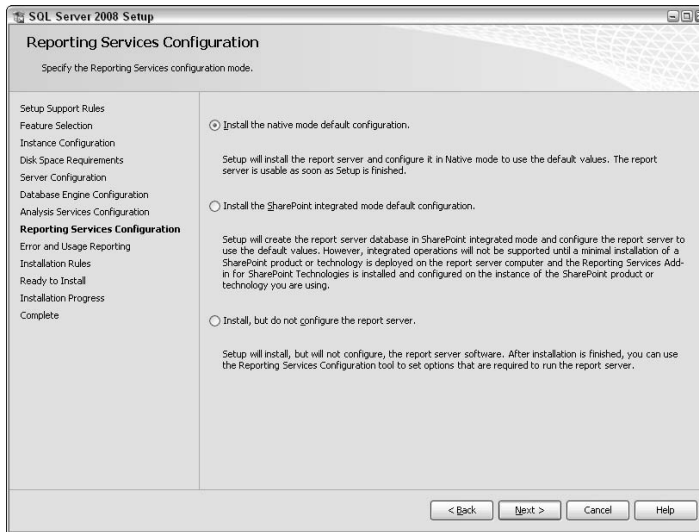 SQL Server 2008 Setup
Reporting Services Configuration
Specify the Reporting Services configuration mode.
Setup Support Rules
Feature Selection
Instance Configuration
Disk Space Requirements
Server Configuration
Database Engine Configuration
Analysis Services Configuration
Reporting Services Configuration
Error and Usage Reporting
Installation Rules
Ready to Install
Installation Progress
Complete
Install the native mode default configuration.
Setup will install the report server and configure it in Native mode to use the default values. The report
server is usable as soon as Setup is finished.
Install the SharePoint integrated mode default configuration.
Setup will create the report server database in SharePoint integrated mode and configure the report server to
use the default values. However, integrated operations will not be supported until a minimal installation of a
SharePoint product or technology is deployed on the report server computer and the Reporting Services Add-
in for SharePoint Technologies is installed and configured on the instance of the SharePoint product or
technology you are using.
Install, but do not configure the report server.
Setup will install, but will not configure, the report server software. After installation is finished, you can use
the Reporting Services Configuration tool to set options that are required to run the report server.
< Back
Next >
Cancel
Help